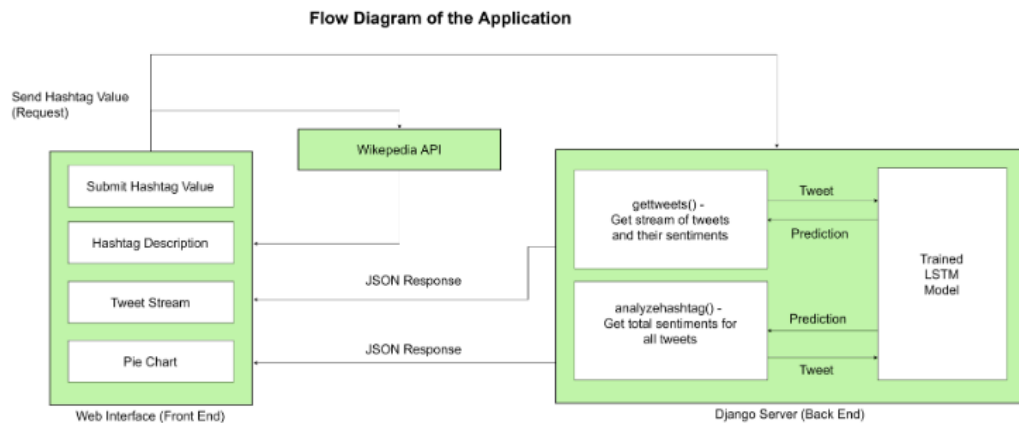 Flow Diagram of the Application
Send Hashtag Value
(Request)
Wikepedia API
Submit Hashtag Value
Hashtag Description
Tweet Stream
Pie Chart
Web Interface (Front End)
JSON Response
JSON Response
gettweets() -
Get stream of tweets
and their sentiments
analyzehashtag() -
Get total sentiments for
all tweets
Tweet
Prediction
Prediction
Tweet
Trained
LSTM
Model
Django Server (Back End)